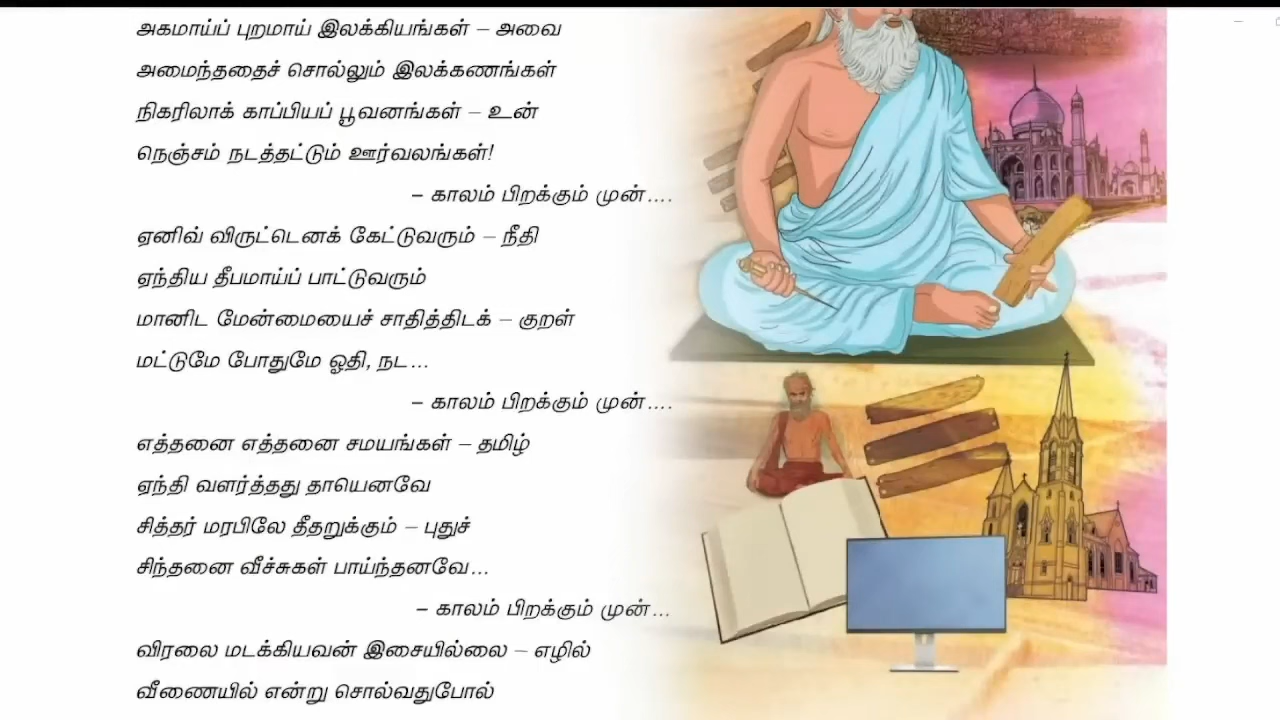 அகமாய்ப் புறமாய் இலக்கியங்கள் – அவை
அமைந்ததைச் சொல்லும் இலக்கணங்கள்
நிகரிலாக் காப்பியப் பூவனங்கள் – உன்
நெஞ்சம் நடத்தட்டும் ஊர்வலங்கள்!
– காலம் பிறக்கும் முன்....
ஏனிவ் விருட்டெனக் கேட்டுவரும் – நீதி
ஏந்திய தீபமாய்ப் பாட்டுவரும்
மானிட மேன்மையைச் சாதித்திடக் – குறள்
மட்டுமே போதுமே ஓதி, நட...
– காலம் பிறக்கும் முன்....
எத்தனை எத்தனை சமயங்கள் – தமிழ்
ஏந்தி வளர்த்தது தாயெனவே
சித்தர் மரபிலே தீதறுக்கும் – புதுச்
சிந்தனை வீச்சுகள் பாய்ந்தனவே...
– காலம் பிறக்கும் முன்...
விரலை மடக்கியவன் இசையில்லை – எழில்
வீணையில் என்று சொல்வதுபோல்